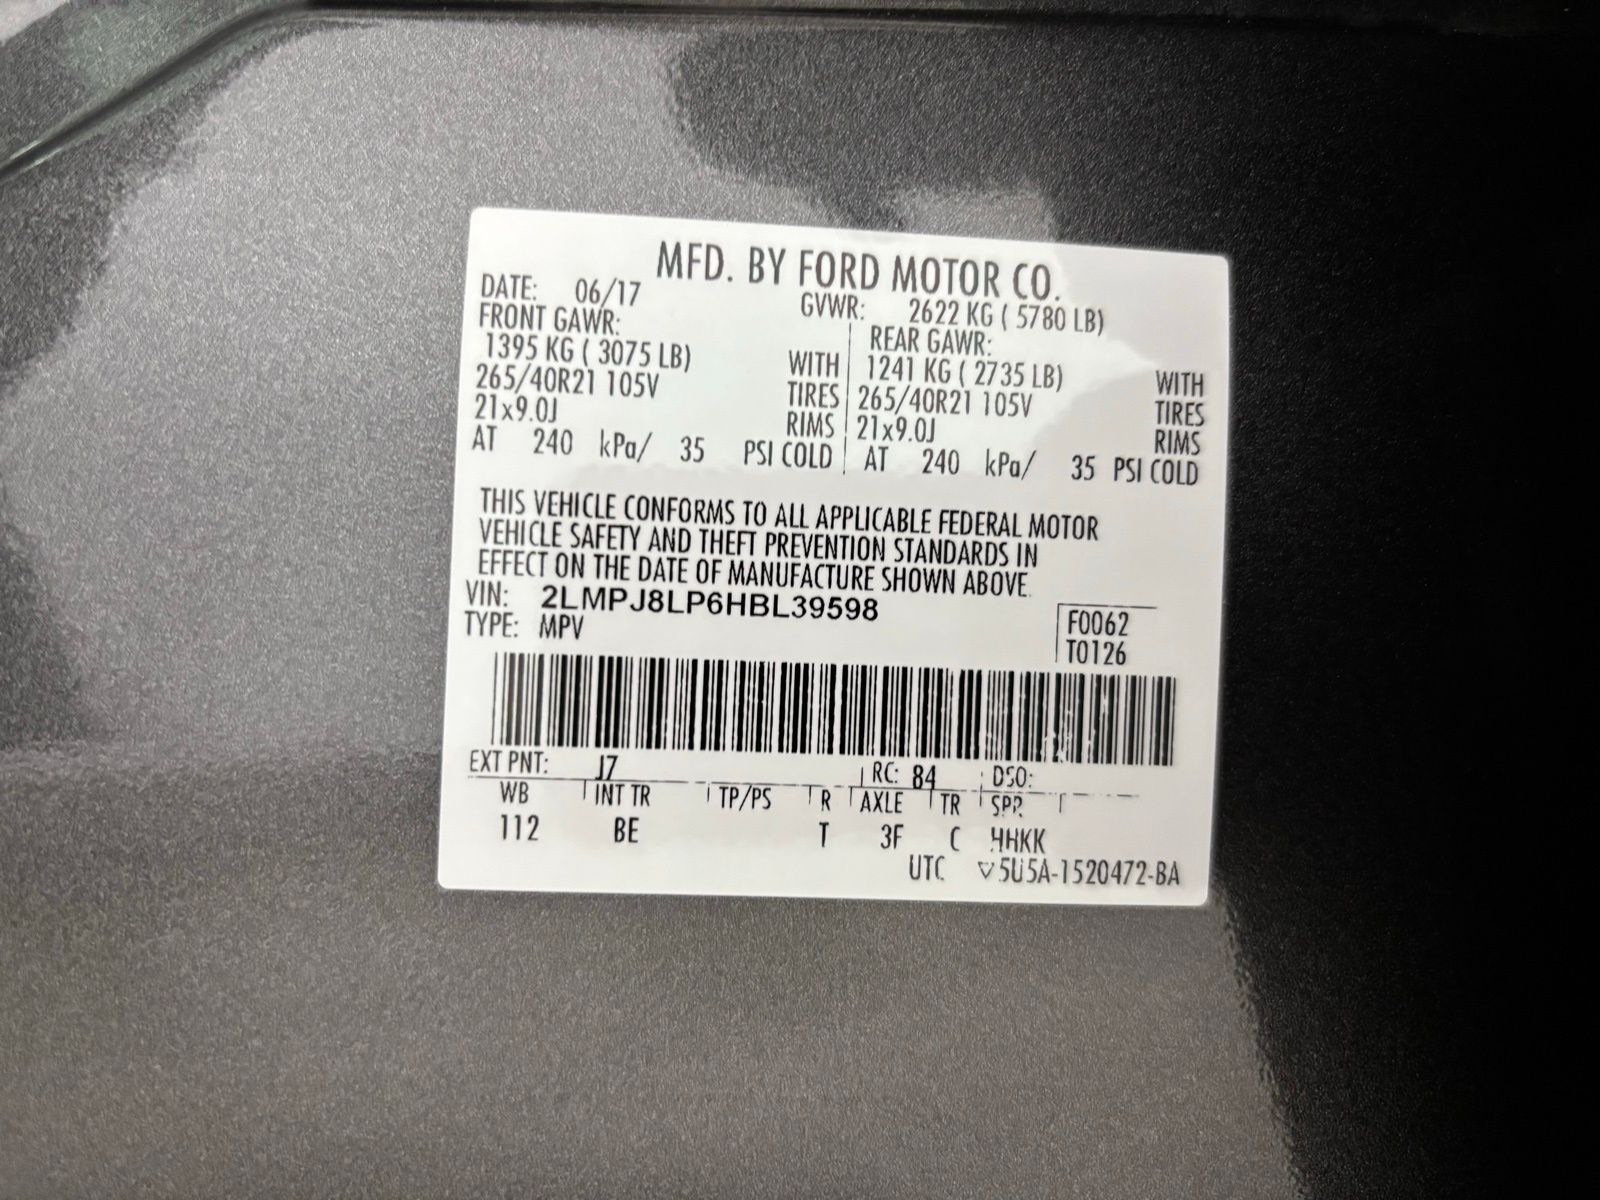 MFD. BY FORD MOTOR CO.
DATE: 06/17 GVWR: 2622 KG ( 5780 LB)
FRONT GAWR: REAR GAWR:
1395 KG ( 3075 LB) WITH 1241 KG ( 2735 LB) WITH
265/40R21 105V TIRES 265/40R21 105V TIRES
21x9.0J RIMS 21x9.0J RIMS
AT 240 kPa/ 35 PSI COLD AT 240 kPa/ 35 PSI COLD
THIS VEHICLE CONFORMS TO ALL APPLICABLE FEDERAL MOTOR
VEHICLE SAFETY AND THEFT PREVENTION STANDARDS IN
EFFECT ON THE DATE OF MANUFACTURE SHOWN ABOVE.
VIN: 2LMPJ8LP6HBL39598
TYPE: MPV
F0062
T0126
EXT PNT: J7 RC: 84 DSO:
WB INT TR TP/PS R AXLE TR SPR
112 BE T 3F C HHKK
UTC ▽5U5A-1520472-BA